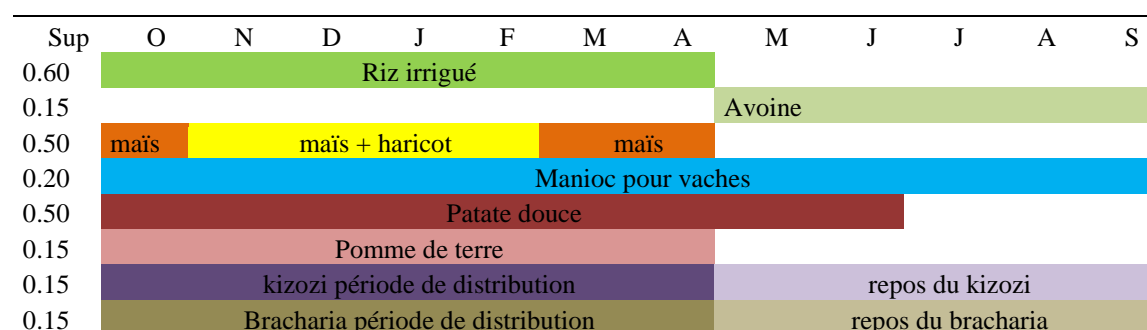 Sup O N D J F M A M J J A S
0.60 Riz irrigué
0.15 Avoine
0.50 maïs maïs + haricot maïs
0.20 Manioc pour vaches
0.50 Patate douce
0.15 Pomme de terre
0.15 kizozi période de distribution repos du kizozi
0.15 Bracharia période de distribution repos du bracharia